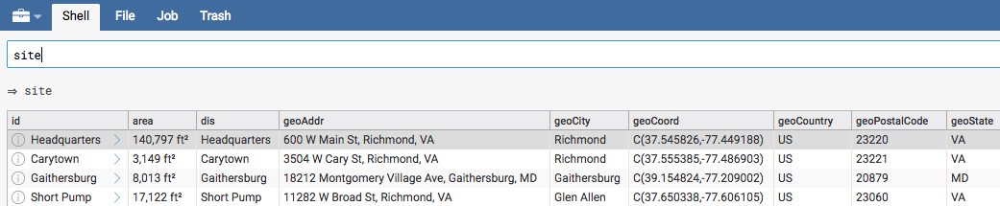 Shell File Job Trash
site
⇒ site
id area dis geoAddr geoCity geoCoord geoCountry geoPostalCode geoState
Headquarters 140,797 ft² Headquarters 600 W Main St, Richmond, VA Richmond C(37.545826,-77.449188) US 23220 VA
Carytown 3,149 ft² Carytown 3504 W Cary St, Richmond, VA Richmond C(37.555385,-77.486903) US 23221 VA
Gaithersburg 8,013 ft² Gaithersburg 18212 Montgomery Village Ave, Gaithersburg, MD Gaithersburg C(39.154824,-77.209002) US 20879 MD
Short Pump 17,122 ft² Short Pump 11282 W Broad St, Richmond, VA Glen Allen C(37.650338,-77.606105) US 23060 VA